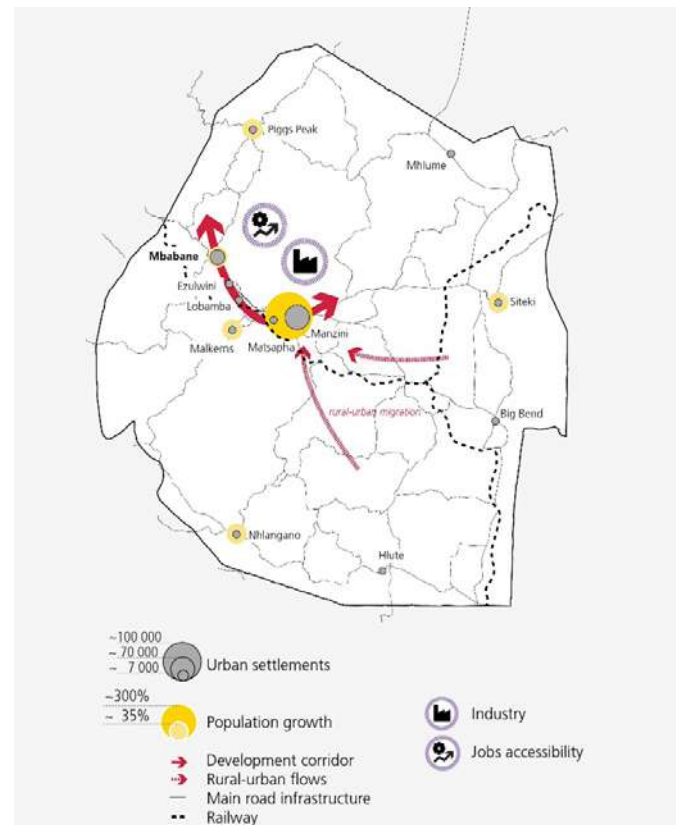 Piggs Peak
Mhlume
Mbabane
Ezulwini
Lobamba
Siteki
Malkerns
Matsapha
Manzini
rural-urban migration
Big Bend
Nhlangano
Hlute
~100 000
~ 70 000
~ 7 000
Urban settlements
~300%
~ 35%
Population growth
Industry
Jobs accessibility
Development corridor
Rural-urban flows
Main road infrastructure
Railway